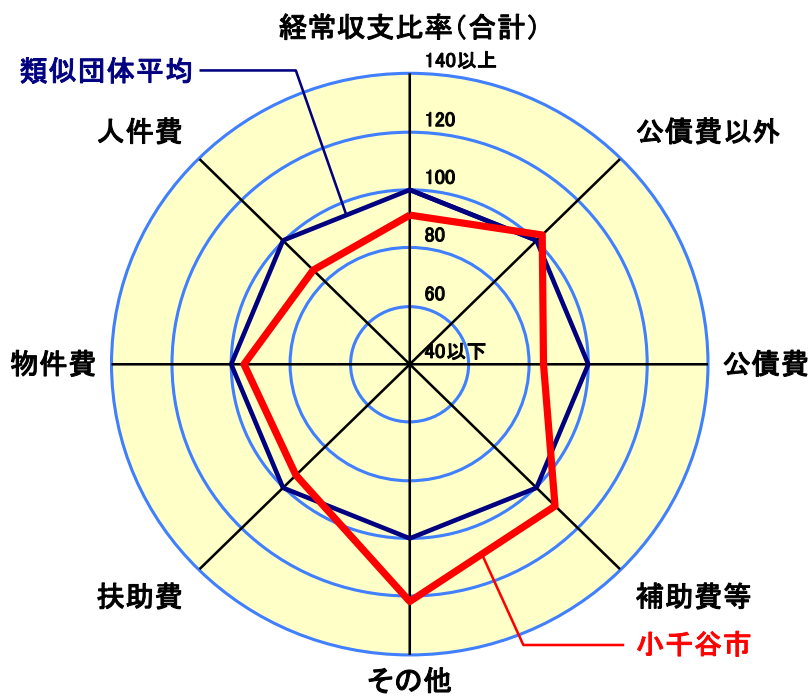 経常収支比率(合計)
140以上
類似団体平均
120
人件費
公債費以外
100
80
60
40以下
物件費
公債費
扶助費
補助費等
小千谷市
その他